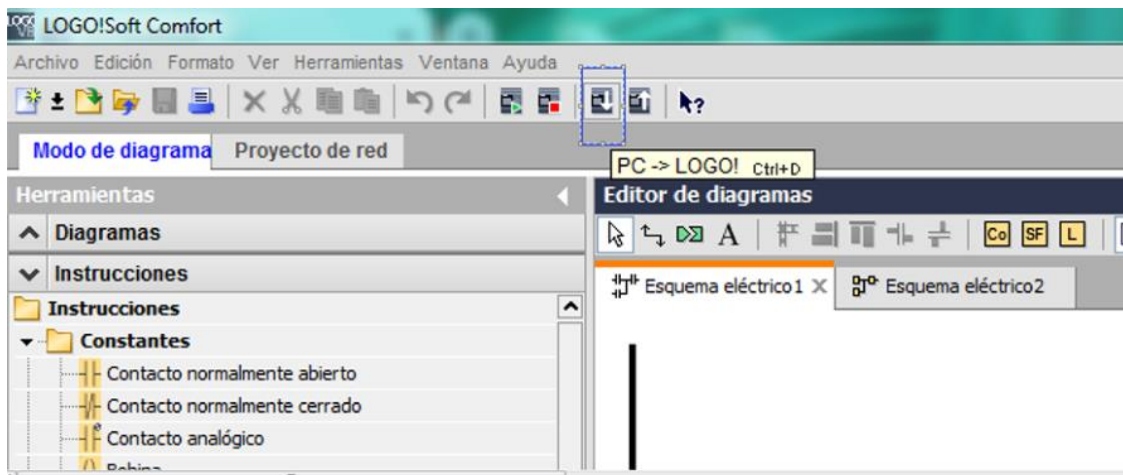 LOGO!Soft Comfort
Archivo Edición Formato Ver Herramientas Ventana Ayuda
Modo de diagrama Proyecto de red
PC -> LOGO! Ctrl+D
Herramientas
Editor de diagramas
Diagramas
A
Co SF L
Instrucciones
Esquema eléctrico1
Esquema eléctrico2
Instrucciones
Constantes
Contacto normalmente abierto
Contacto normalmente cerrado
Contacto analógico
Bobina